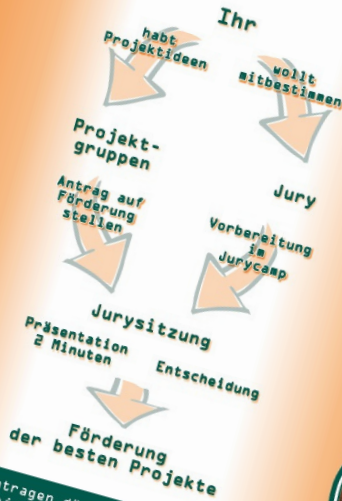 Ihr
habt
Projektideen
wollt
mitbestimmen
Projekt-
gruppen
Jury
Antrag auf
Förderung
stellen
Vorbereitung
im
Jurycamp
Jurysitzung
Präsentation
2 Minuten
Entscheidung
Förderung
der besten Projekte